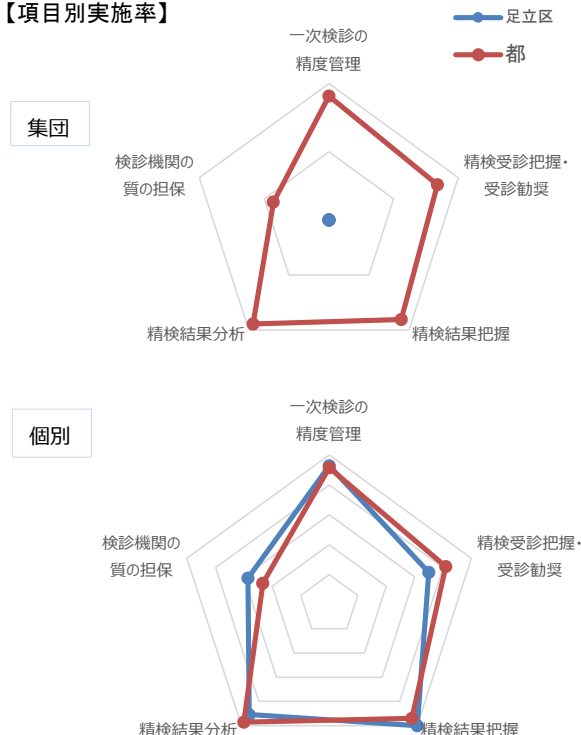 【項目別実施率】
足立区
都
集団
一次検診の
精度管理
精検受診把握・
受診勧奨
精検結果把握
精検結果分析
検診機関の
質の担保
個別
一次検診の
精度管理
精検受診把握・
受診勧奨
精検結果把握
精検結果分析
検診機関の
質の担保